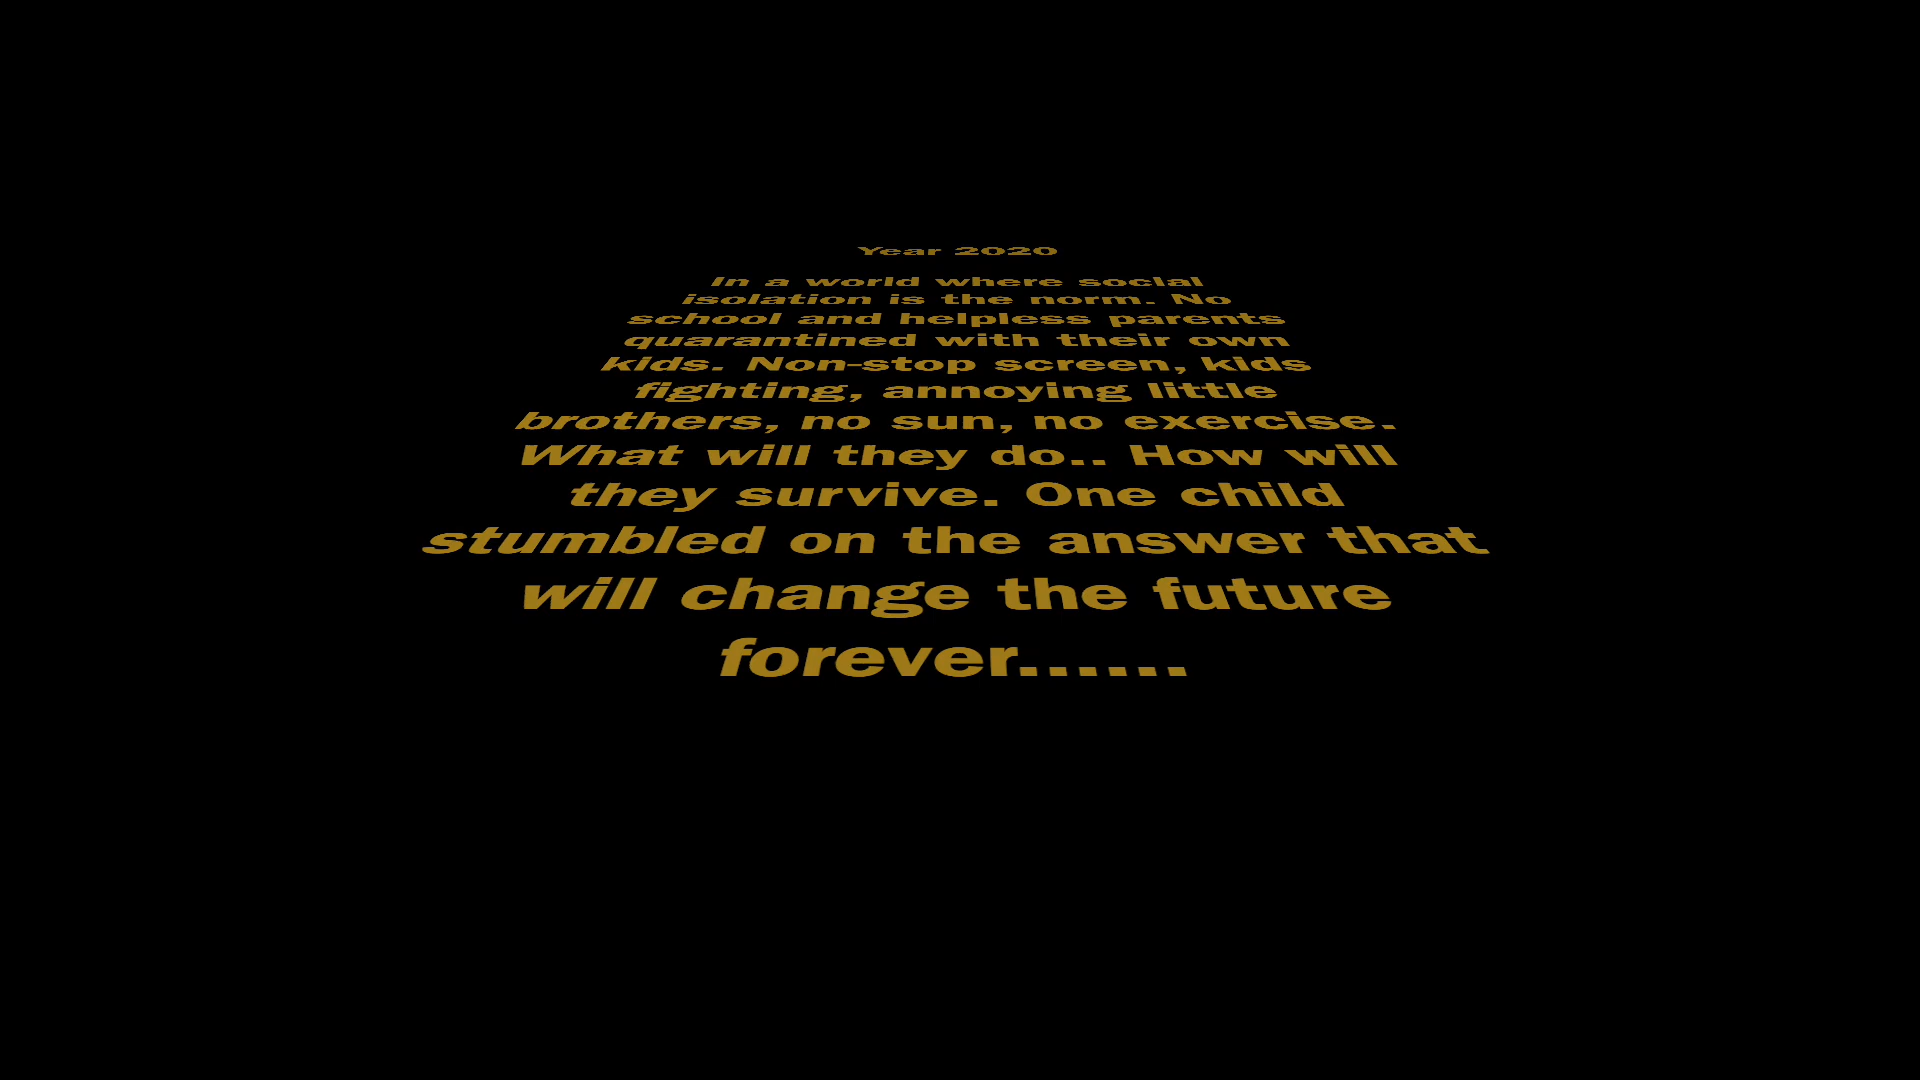 Year 2020
In a world where social
isolation is the norm. No
school and helpless parents
quarantined with their own
kids. Non-stop screen, kids
fighting, annoying little
brothers, no sun, no exercise.
What will they do.. How will
they survive. One child
stumbled on the answer that
will change the future
forever......